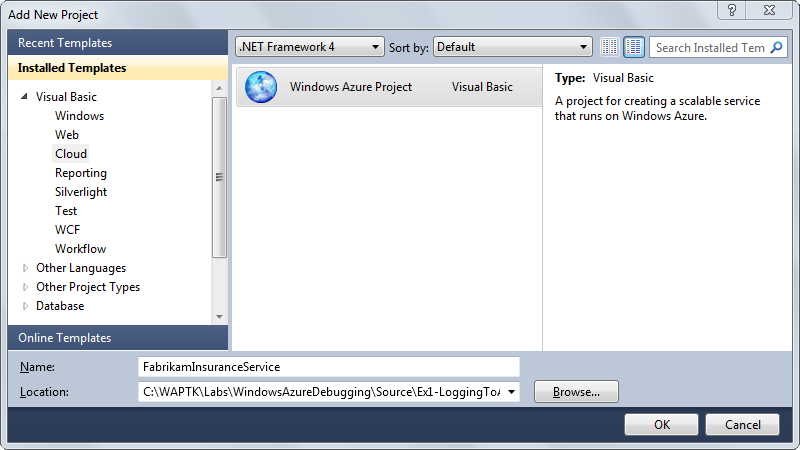 Add New Project
Recent Templates
Installed Templates
Visual Basic
Windows
Web
Cloud
Reporting
Silverlight
Test
WCF
Workflow
Other Languages
Other Project Types
Database
Online Templates
.NET Framework 4
Sort by: Default
Search Installed Tem
Windows Azure Project Visual Basic
Type: Visual Basic
A project for creating a scalable service
that runs on Windows Azure.
Name: FabrikamInsuranceService
Location: C:\WAPTK\Labs\WindowsAzureDebugging\Source\Ex1-LoggingToA
Browse...
OK Cancel